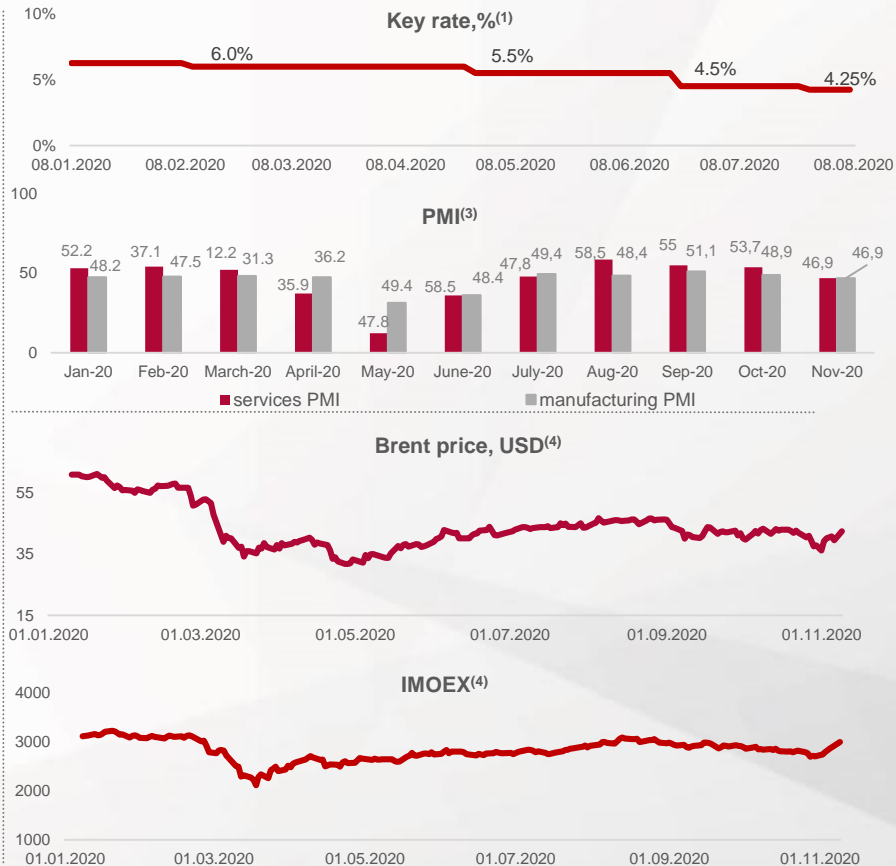 Key rate,%(1)
10%
5%
0%
6.0%
5.5%
4.5%
4.25%
08.01.2020 08.02.2020 08.03.2020 08.04.2020 08.05.2020 08.06.2020 08.07.2020 08.08.2020
PMI(3)
100
50
0
52.2 48.2 37.1 47.5 12.2 31.3 35.9 36.2 47.8 49.4 58.5 48.4 47,8 49,4 58,5 48,4 55 51,1 53,7 48,9 46,9 46,9
Jan-20 Feb-20 March-20 April-20 May-20 June-20 July-20 Aug-20 Sep-20 Oct-20 Nov-20
services PMI manufacturing PMI
Brent price, USD(4)
55
35
15
01.01.2020 01.03.2020 01.05.2020 01.07.2020 01.09.2020 01.11.2020
IMOEX(4)
4000
3000
2000
1000
01.01.2020 01.03.2020 01.05.2020 01.07.2020 01.09.2020 01.11.2020